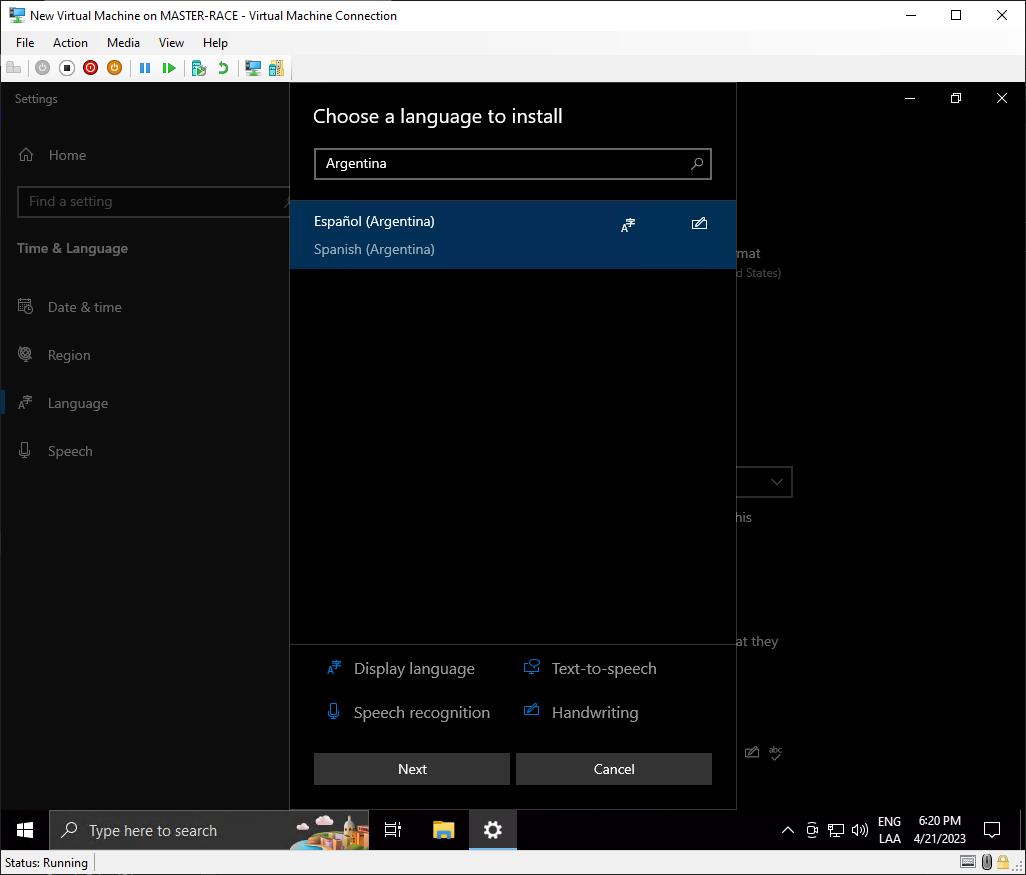 New Virtual Machine on MASTER-RACE - Virtual Machine Connection
File Action Media View Help
Settings
Home
Find a setting
Time & Language
Date & time
Region
Language
Speech
Choose a language to install
Argentina
Español (Argentina)
Spanish (Argentina)
Display language
Text-to-speech
Speech recognition
Handwriting
Next
Cancel
mat
d States)
his
at they
abc
Type here to search
ENG
LAA
6:20 PM
4/21/2023
Status: Running